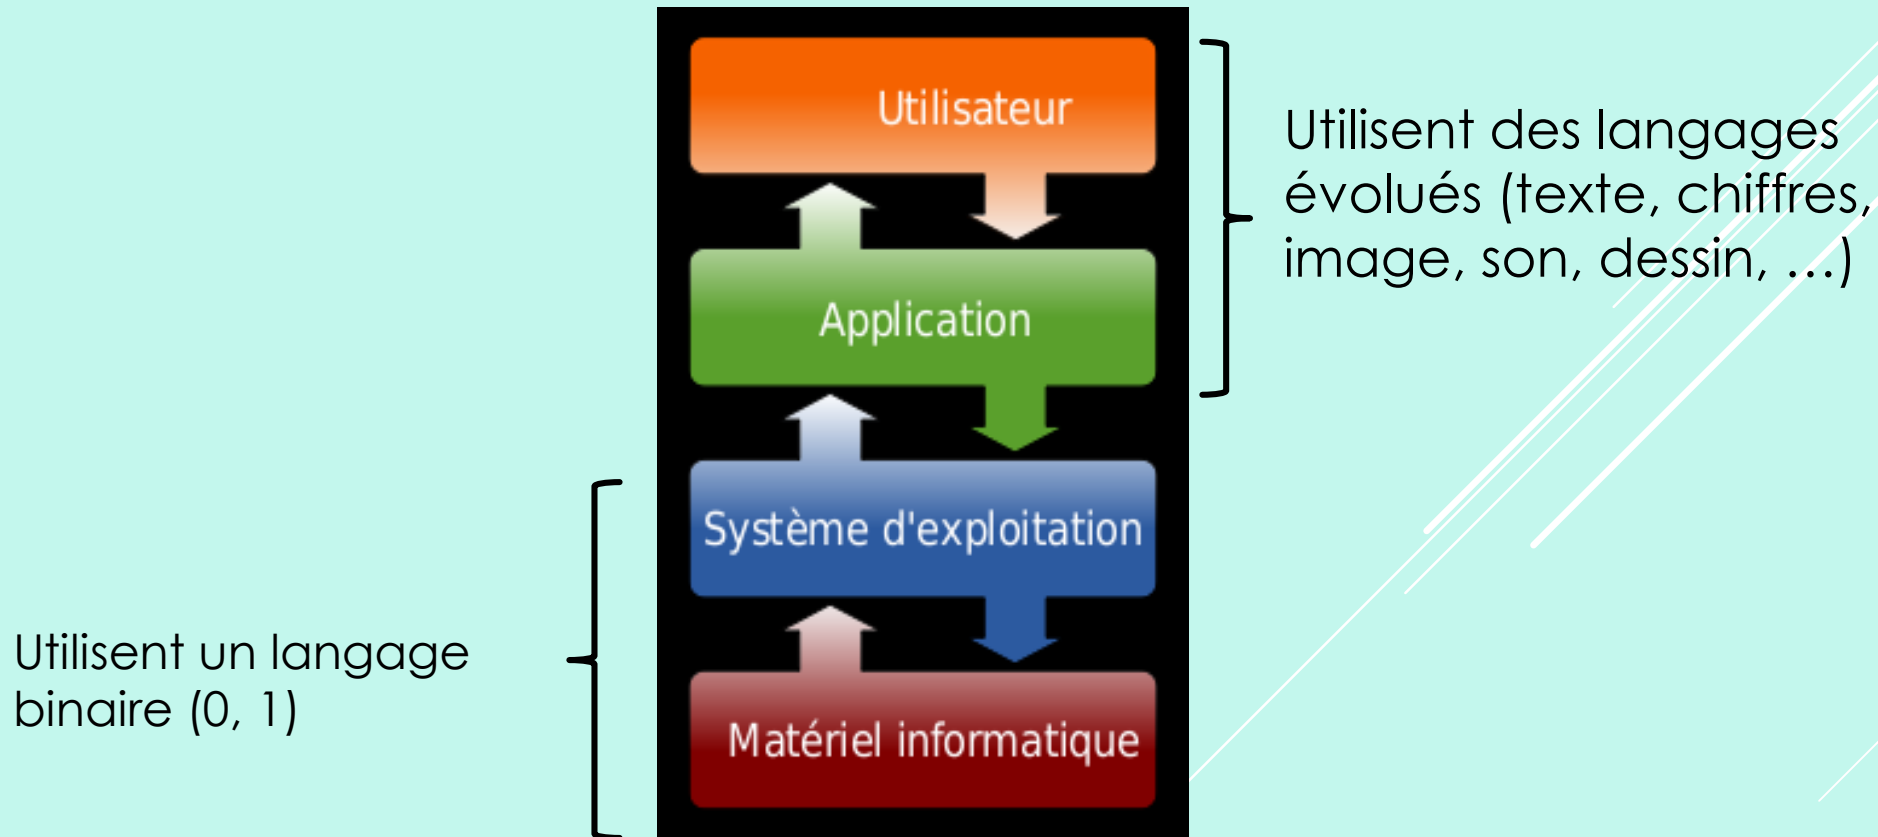 Utilisateur
Utilisent des langages
évolués (texte, chiffres,
image, son, dessin, …)
Application
Système d'exploitation
Utilisent un langage
binaire (0, 1)
Matériel informatique